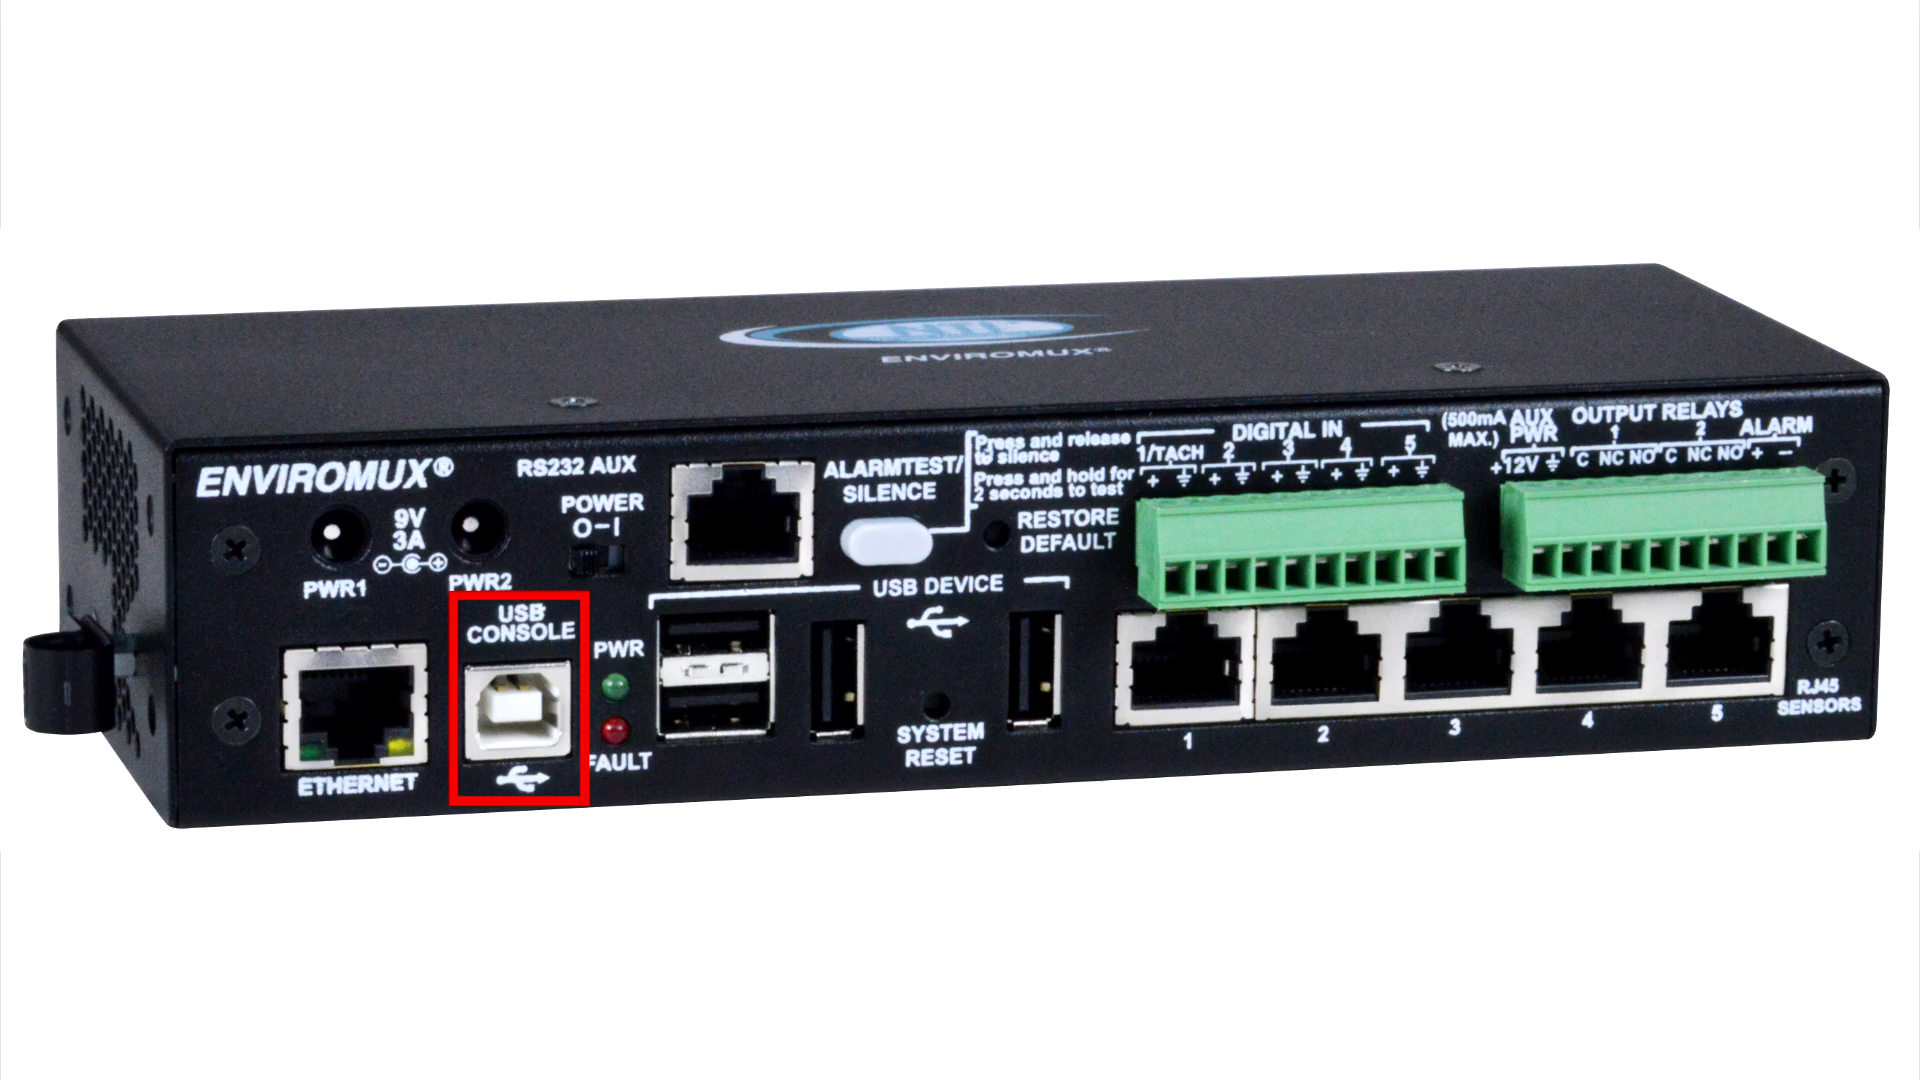 ENVIROMUX®
ENVIROMUX®
RS232 AUX
POWER
O–I
9V
3A
PWR1
PWR2
USB
CONSOLE
ETHERNET
PWR
FAULT
ALARMTEST/
SILENCE
Press and release
to silence
Press and hold for
2 seconds to test
RESTORE
DEFAULT
USB DEVICE
SYSTEM
RESET
DIGITAL IN
1/TACH 2 3 4 5
+ + + + +
(500mA
MAX.)
AUX
PWR
+12V
OUTPUT RELAYS
1 2
C NC NO C NC NO
ALARM
+ −
1 2 3 4 5
RJ45
SENSORS